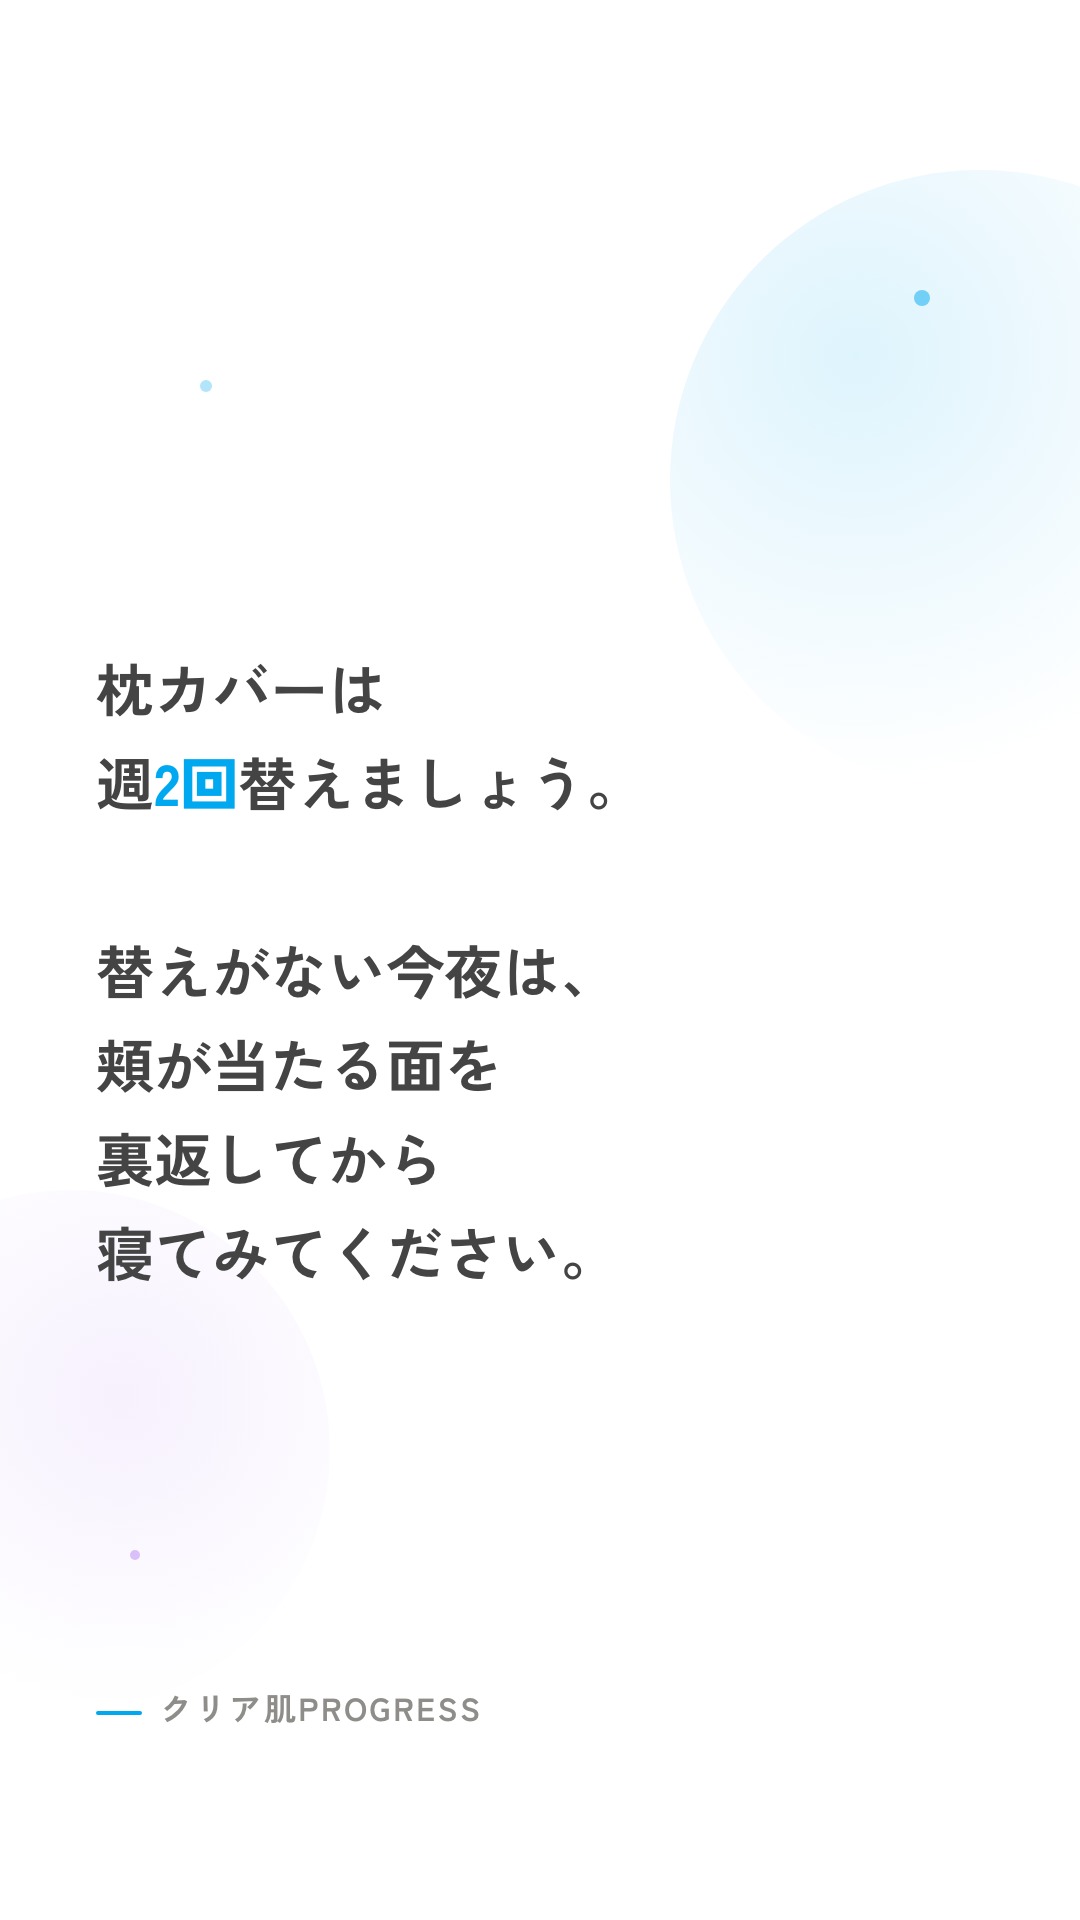 枕カバーは
週2回替えましょう。
替えがない今夜は、
頬が当たる面を
裏返してから
寝てみてください。
クリア肌PROGRESS